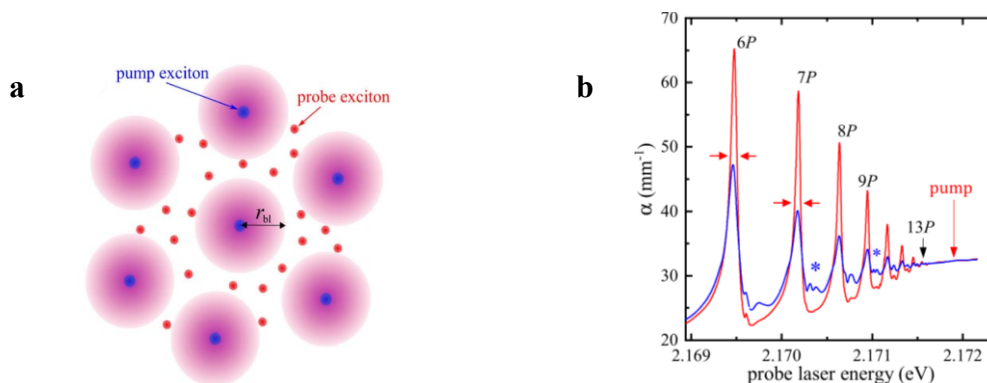 a
pump exciton
probe exciton
r_bl
b
α (mm⁻¹)
70
60
50
40
30
20
6P
7P
8P
9P
13P
pump
*
*
2.169
2.170
2.171
2.172
probe laser energy (eV)